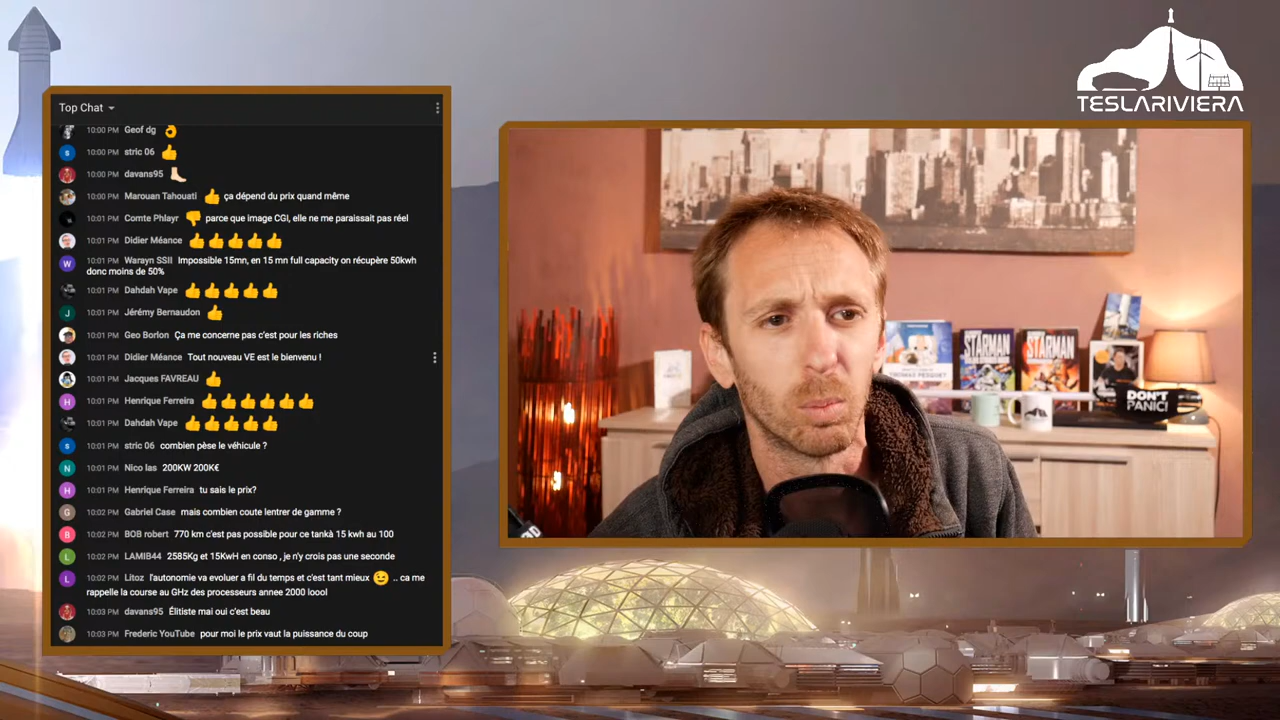 TESLARIVIERA
Top Chat
10:00 PM Geof dg 👌
10:00 PM stric 06 👍
10:00 PM davans95 🦶🏻
10:00 PM Marouan Tahouati 👍 ça dépend du prix quand même
10:01 PM Comte Phlayr 👎 parce que image CGI, elle ne me paraissait pas réel
10:01 PM Didier Méance 👍👍👍👍👍
10:01 PM Warayn SSII Impossible 15mn, en 15 mn full capacity on récupère 50kwh
donc moins de 50%
10:01 PM Dahdah Vape 👍👍👍👍👍
10:01 PM Jérémy Bernaudon 👍
10:01 PM Geo Borlon Ça me concerne pas c'est pour les riches
10:01 PM Didier Méance Tout nouveau VE est le bienvenu !
10:01 PM Jacques FAVREAU 👍
10:01 PM Henrique Ferreira 👍👍👍👍👍👍
10:01 PM Dahdah Vape 👍👍👍👍👍
10:01 PM stric 06 combien pèse le véhicule ?
10:01 PM Nico las 200KW 200K€
10:01 PM Henrique Ferreira tu sais le prix?
10:02 PM Gabriel Case mais combien coute lentrer de gamme ?
10:02 PM BOB robert 770 km c'est pas possible pour ce tankà 15 kwh au 100
10:02 PM LAMIB44 2585Kg et 15KwH en conso , je n'y crois pas une seconde
10:02 PM Litoz l'autonomie va evoluer a fil du temps et c'est tant mieux 😉 .. ca me
rappelle la course au GHz des processeurs annee 2000 loool
10:03 PM davans95 Élitiste mai oui c'est beau
10:03 PM Frederic YouTube pour moi le prix vaut la puissance du coup
THOMAS PESQUET
STARMAN
STARMAN
DON'T
PANIC!